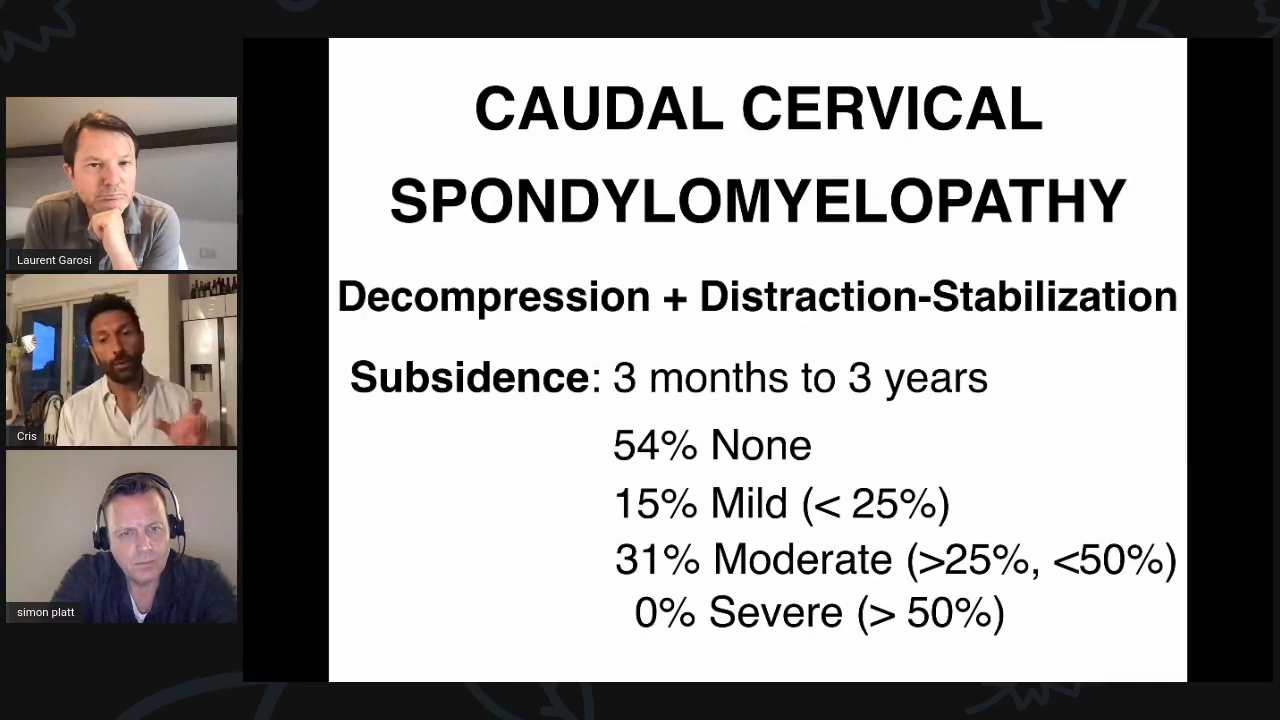 CAUDAL CERVICAL
SPONDYLOMYELOPATHY
Decompression + Distraction-Stabilization
Subsidence: 3 months to 3 years
54% None
15% Mild (< 25%)
31% Moderate (>25%, <50%)
0% Severe (> 50%)
Laurent Garosi
Cris
simon platt